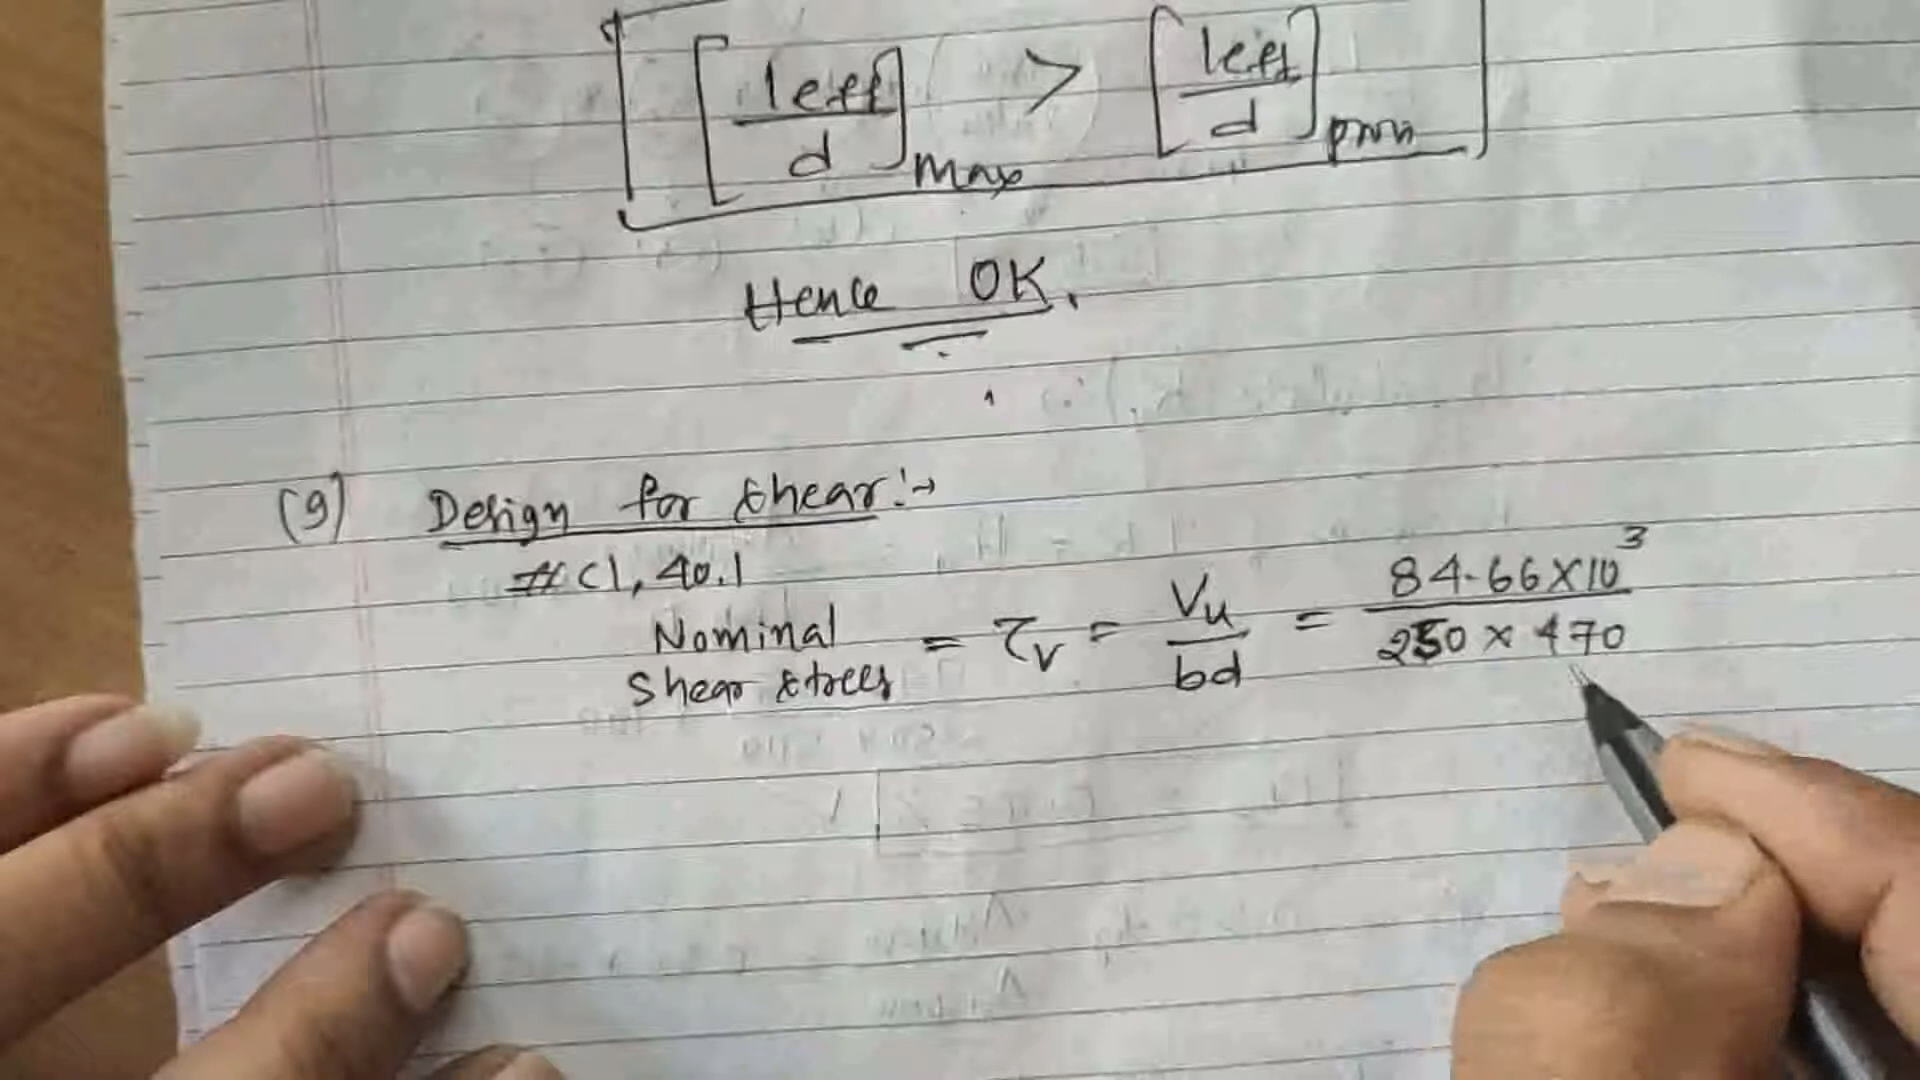 [leff/d]max > [leff/d]prov
Hence OK.
(9) Design for shear :→
# Cl, 40.1
Nominal Shear stress = τv = Vu/bd = 84.66×10³/250×470